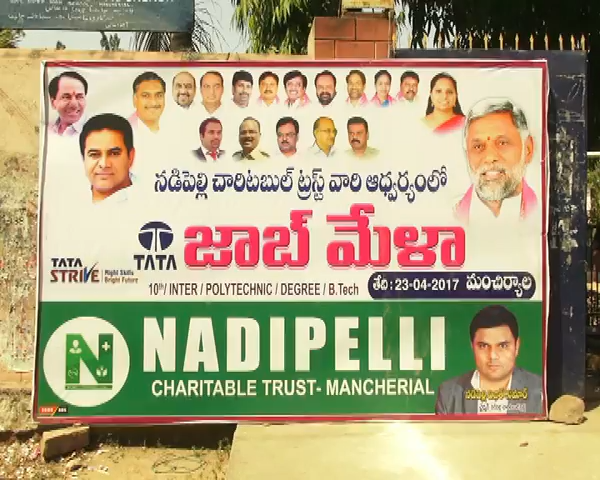 నడిపెల్లి చారిటబుల్ ట్రస్ట్ వారి ఆధ్వర్యంలో
TATA
జాబ్ మేళా
TATA
STRIVE
Right Skills
Bright Future
10th/ INTER / POLYTECHNIC / DEGREE / B.Tech
తేది : 23-04-2017 మంచిర్యాల
N
NADIPELLI
CHARITABLE TRUST- MANCHERIAL